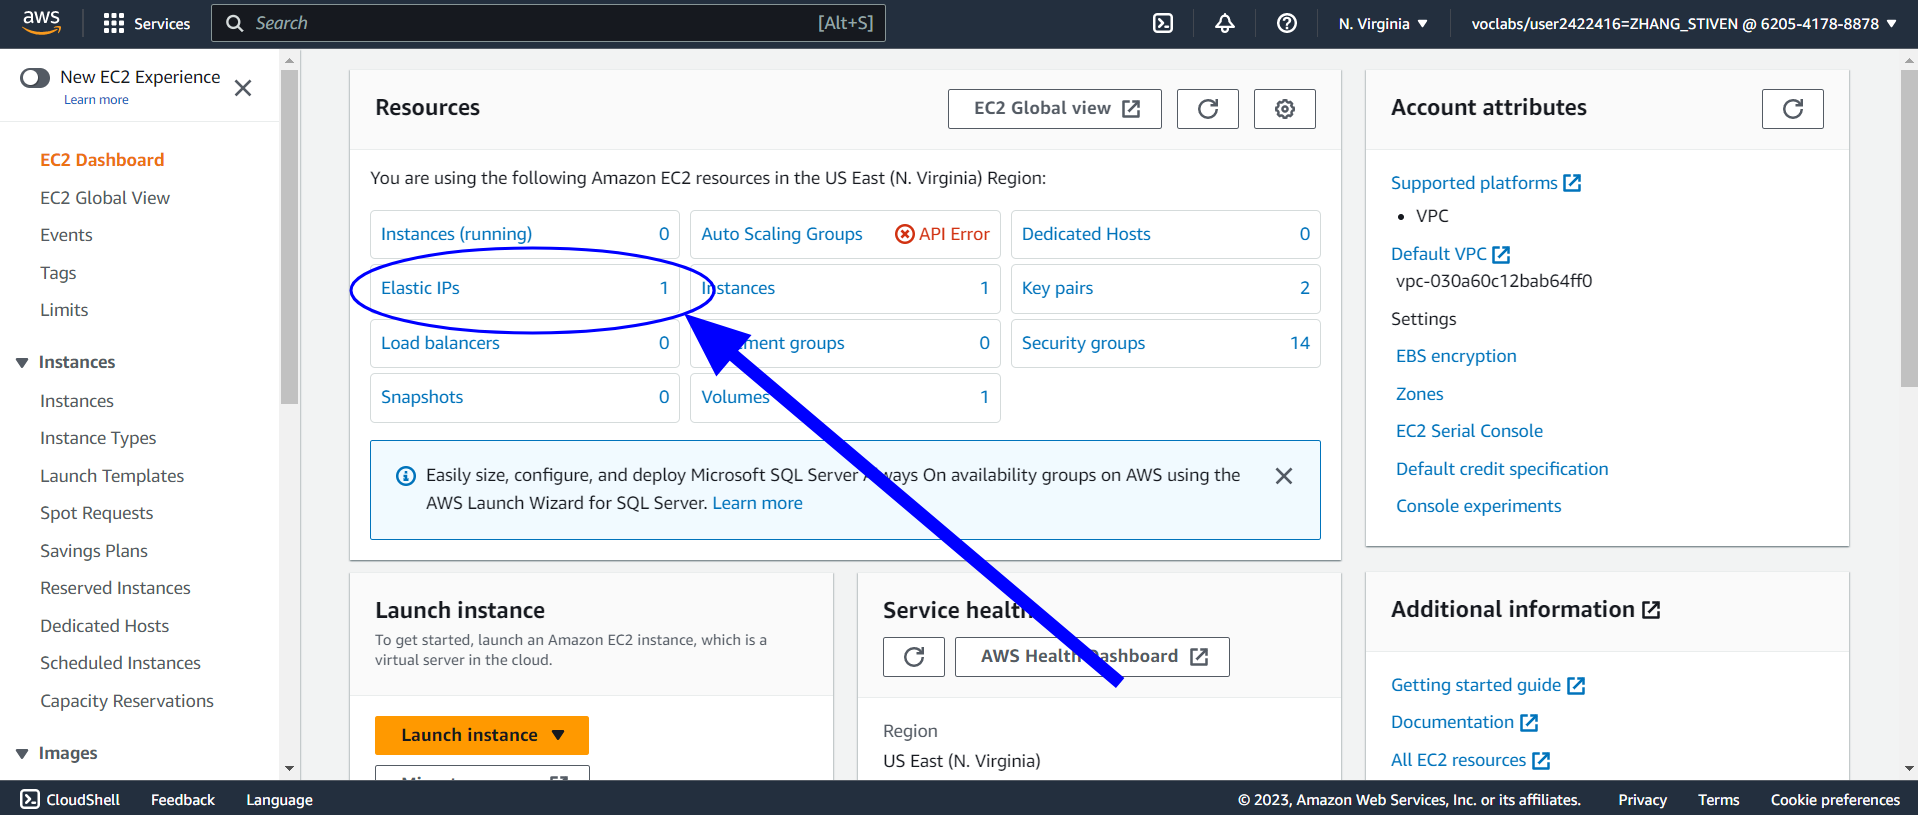 aws
Services
Search
[Alt+S]
N. Virginia
voclabs/user2422416=ZHANG_STIVEN @ 6205-4178-8878
New EC2 Experience
Learn more
EC2 Dashboard
EC2 Global View
Events
Tags
Limits
Instances
Instances
Instance Types
Launch Templates
Spot Requests
Savings Plans
Reserved Instances
Dedicated Hosts
Scheduled Instances
Capacity Reservations
Images
Resources
EC2 Global view
You are using the following Amazon EC2 resources in the US East (N. Virginia) Region:
Instances (running) 0
Auto Scaling Groups API Error
Dedicated Hosts 0
Elastic IPs 1
Instances 1
Key pairs 2
Load balancers 0
groups 0
Security groups 14
Snapshots 0
Volumes 1
Easily size, configure, and deploy Microsoft SQL Server Always On availability groups on AWS using the
AWS Launch Wizard for SQL Server. Learn more
Launch instance
To get started, launch an Amazon EC2 instance, which is a
virtual server in the cloud.
Launch instance
Service health
AWS Health Dashboard
Region
US East (N. Virginia)
Account attributes
Supported platforms
VPC
Default VPC
vpc-030a60c12bab64ff0
Settings
EBS encryption
Zones
EC2 Serial Console
Default credit specification
Console experiments
Additional information
Getting started guide
Documentation
All EC2 resources
CloudShell
Feedback
Language
© 2023, Amazon Web Services, Inc. or its affiliates.
Privacy
Terms
Cookie preferences